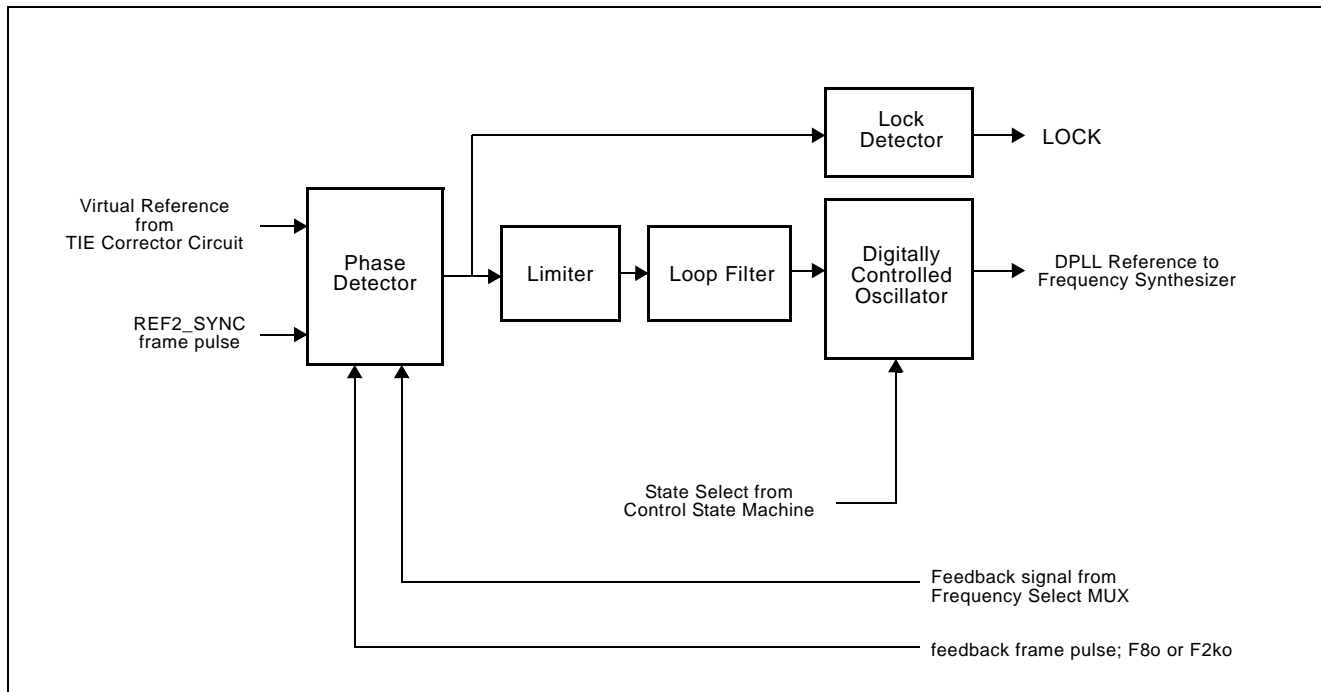 Lock
Detector
LOCK
Virtual Reference
from
TIE Corrector Circuit
Phase
Detector
Limiter
Loop Filter
Digitally
Controlled
Oscillator
DPLL Reference to
Frequency Synthesizer
REF2_SYNC
frame pulse
State Select from
Control State Machine
Feedback signal from
Frequency Select MUX
feedback frame pulse; F8o or F2ko